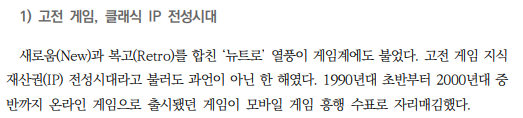 1) 고전 게임, 클래식 IP 전성시대
새로움(New)과 복고(Retro)를 합친 ‘뉴트로’ 열풍이 게임계에도 불었다. 고전 게임 지식
재산권(IP) 전성시대라고 불러도 과언이 아닌 한 해였다. 1990년대 초반부터 2000년대 중
반까지 온라인 게임으로 출시됐던 게임이 모바일 게임 흥행 수표로 자리매김했다.